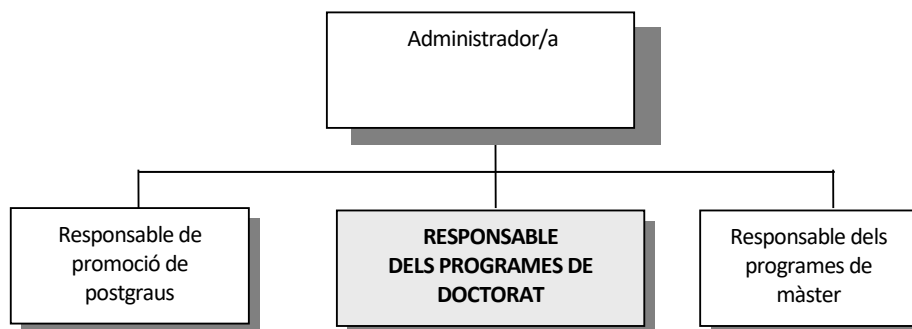 Administrador/a
Responsable de
promoció de
postgraus
RESPONSABLE
DELS PROGRAMES DE
DOCTORAT
Responsable dels
programes de
màster